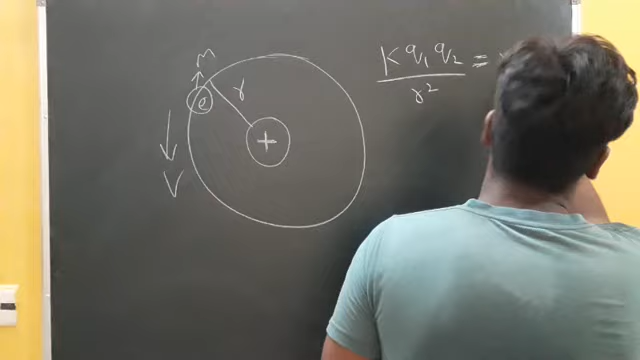 m
e
r
+
V
K q₁ q₂ =
r²